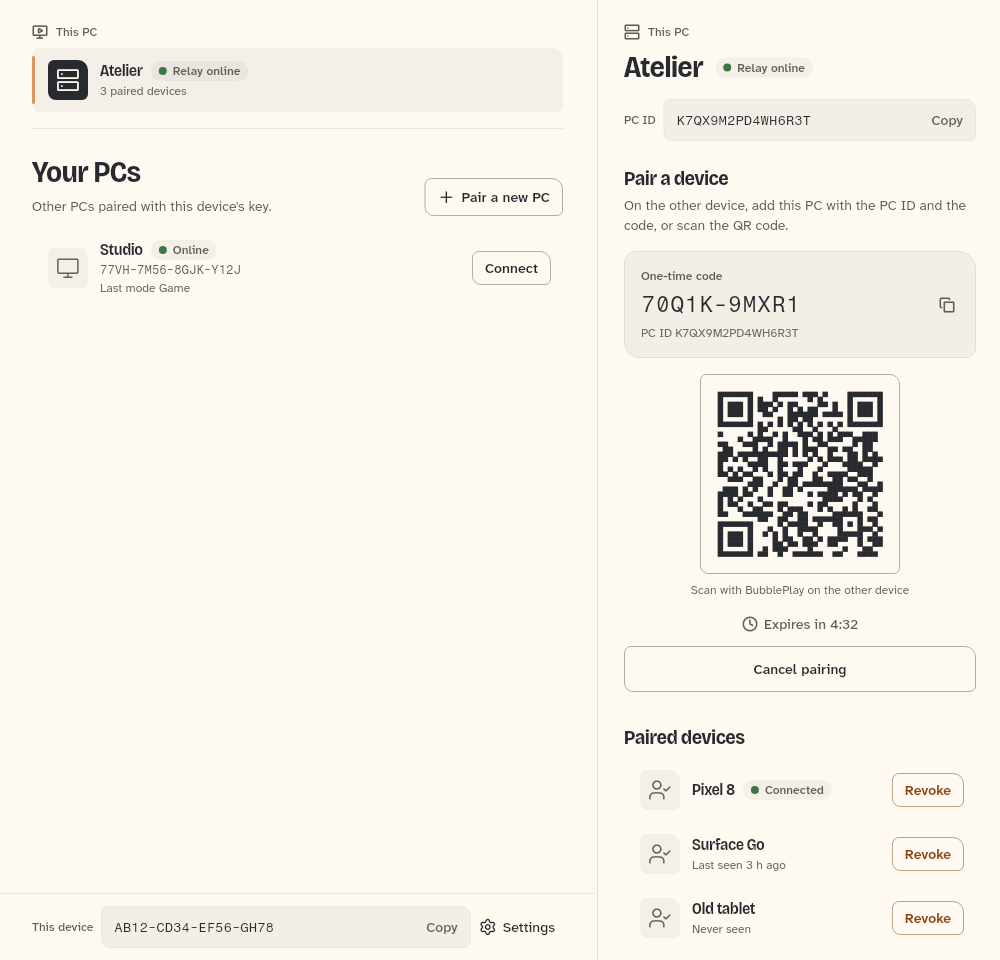 This PC
Atelier
Relay online
3 paired devices
Your PCs
Other PCs paired with this device's key.
Pair a new PC
Studio
Online
77VH-7M56-8GJK-Y12J
Last mode Game
Connect
This device
AB12-CD34-EF56-GH78
Copy
Settings
This PC
Atelier
Relay online
PC ID
K7QX9M2PD4WH6R3T
Copy
Pair a device
On the other device, add this PC with the PC ID and the
code, or scan the QR code.
One-time code
70Q1K-9MXR1
PC ID K7QX9M2PD4WH6R3T
Scan with BubblePlay on the other device
Expires in 4:32
Cancel pairing
Paired devices
Pixel 8
Connected
Revoke
Surface Go
Last seen 3 h ago
Revoke
Old tablet
Never seen
Revoke